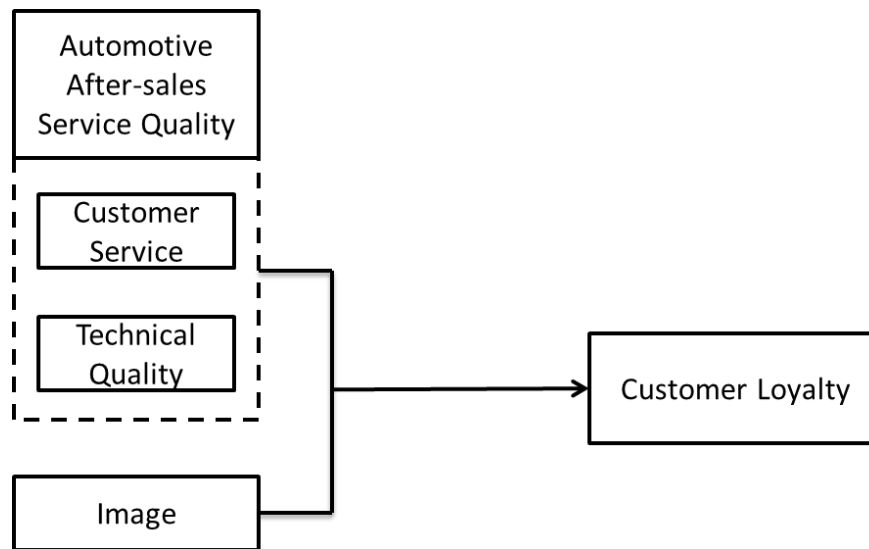 Automotive
After-sales
Service Quality
Customer
Service
Technical
Quality
Customer Loyalty
Image